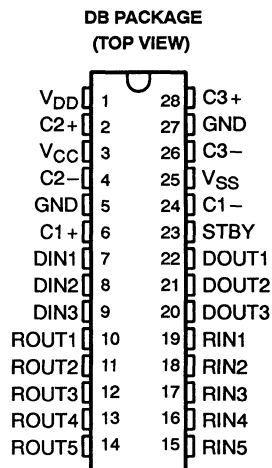 DB PACKAGE
(TOP VIEW)
VDD 1 28 C3+
C2+ 2 27 GND
VCC 3 26 C3−
C2− 4 25 VSS
GND 5 24 C1−
C1+ 6 23 STBY
DIN1 7 22 DOUT1
DIN2 8 21 DOUT2
DIN3 9 20 DOUT3
ROUT1 10 19 RIN1
ROUT2 11 18 RIN2
ROUT3 12 17 RIN3
ROUT4 13 16 RIN4
ROUT5 14 15 RIN5